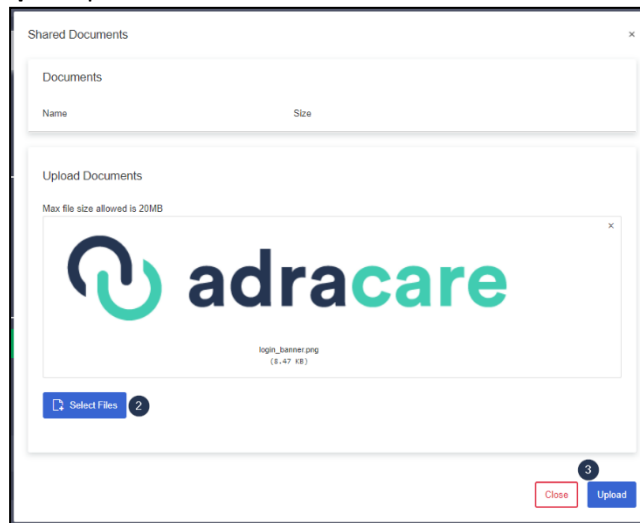 Shared Documents ×
Documents
Name Size
Upload Documents
Max file size allowed is 20MB
×
adracare
login_banner.png
(8.47 KB)
Select Files 2
3
Close Upload